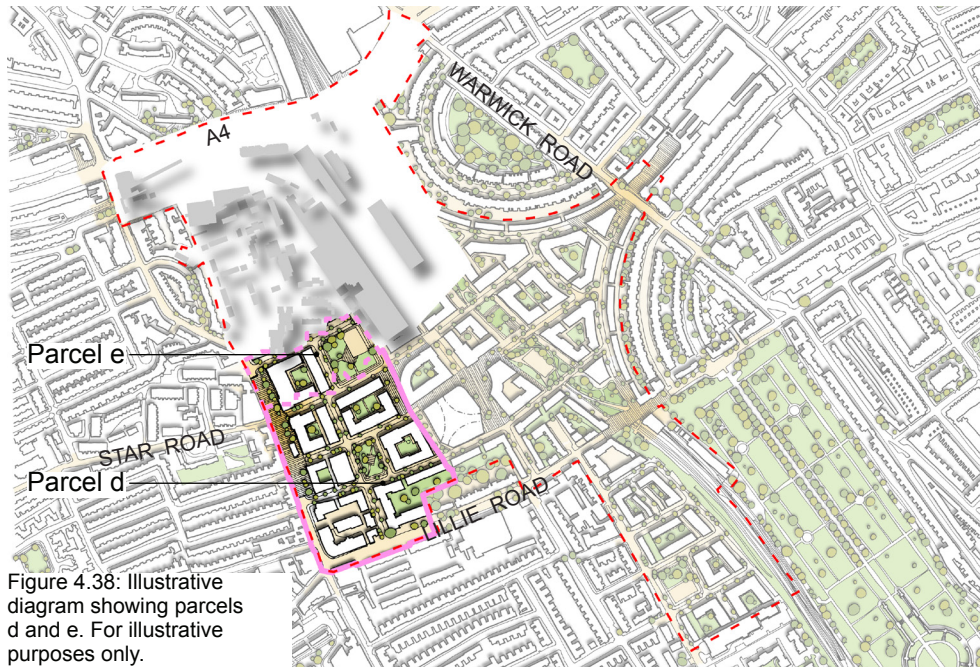 WARWICK ROAD
A4
Parcel e
STAR ROAD
Parcel d
LILLIE ROAD
Figure 4.38: Illustrative
diagram showing parcels
d and e. For illustrative
purposes only.